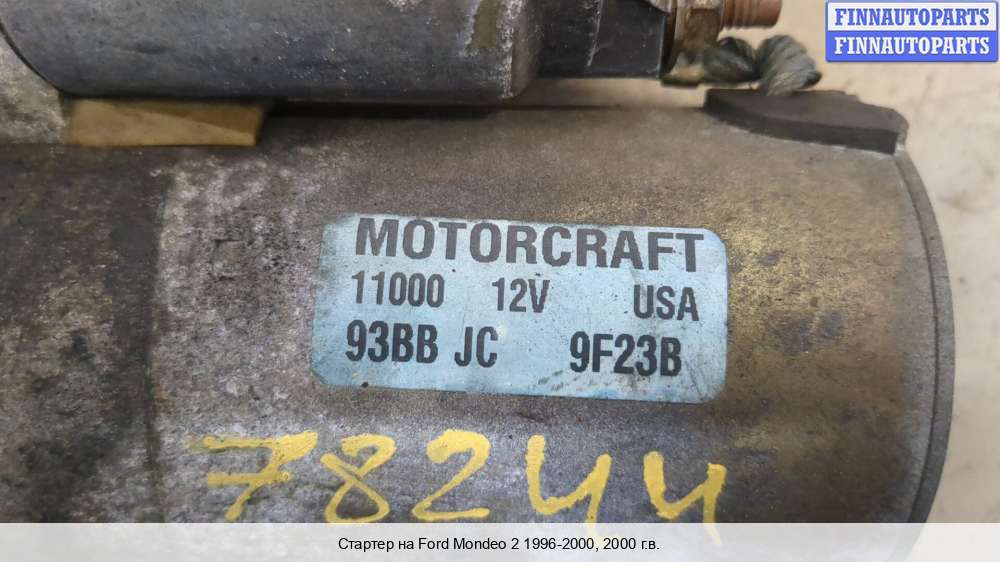 FINNAUTOPARTS
FINNAUTOPARTS
MOTORCRAFT
11000 12V USA
93BB JC 9F23B
78244
Стартер на Ford Mondeo 2 1996-2000, 2000 г.в.